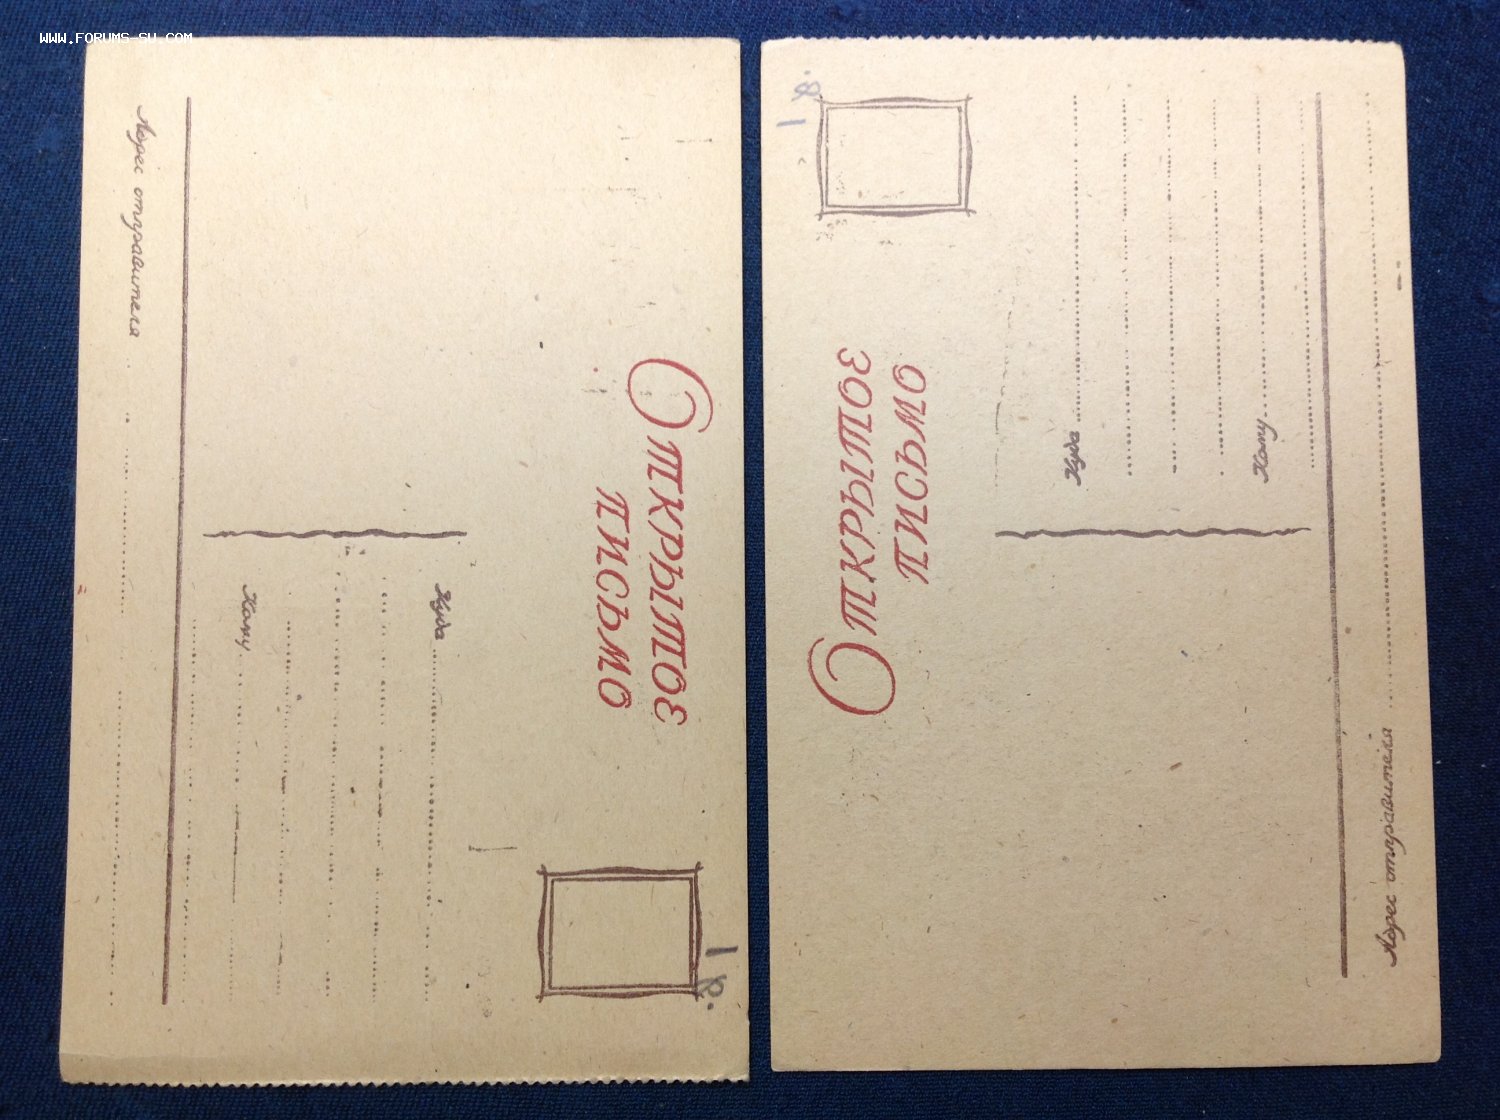 www.FORUMS-SU.COM
Открытое
письмо
Куда
Кому
Адрес отправителя
1 р.
Открытое
письмо
Куда
Кому
Адрес отправителя
1 р.